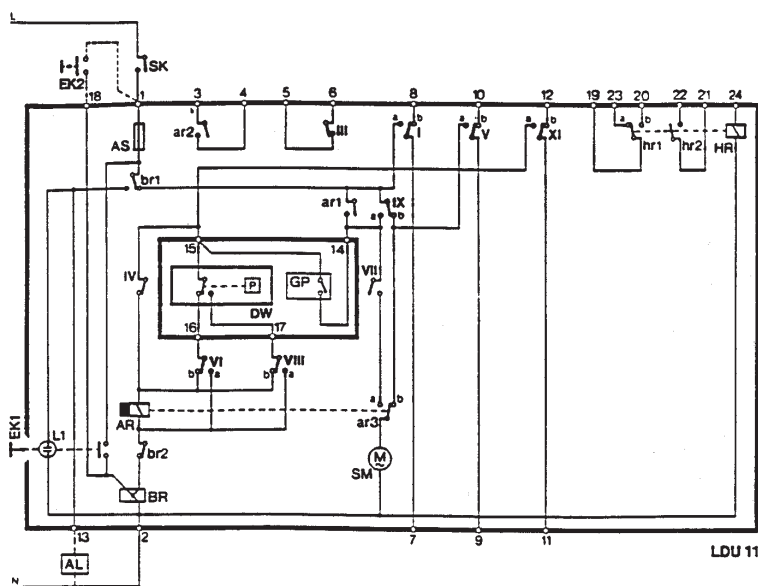 L
EK2
SK
18 1 3 4 5 6 8 10 12 19 23 20 22 21 24
AS
ar2
III
a b I
a b V
a b XI
a b hr1
hr2
HR
br1
ar1
IX
a b
15 14
IV
P
GP
DW
VII
16 17
VI
b a
VIII
b a
AR
a b
ar3
EK1
L1
br2
M
~
SM
BR
13 2 7 9 11
LDU 11
AL
N